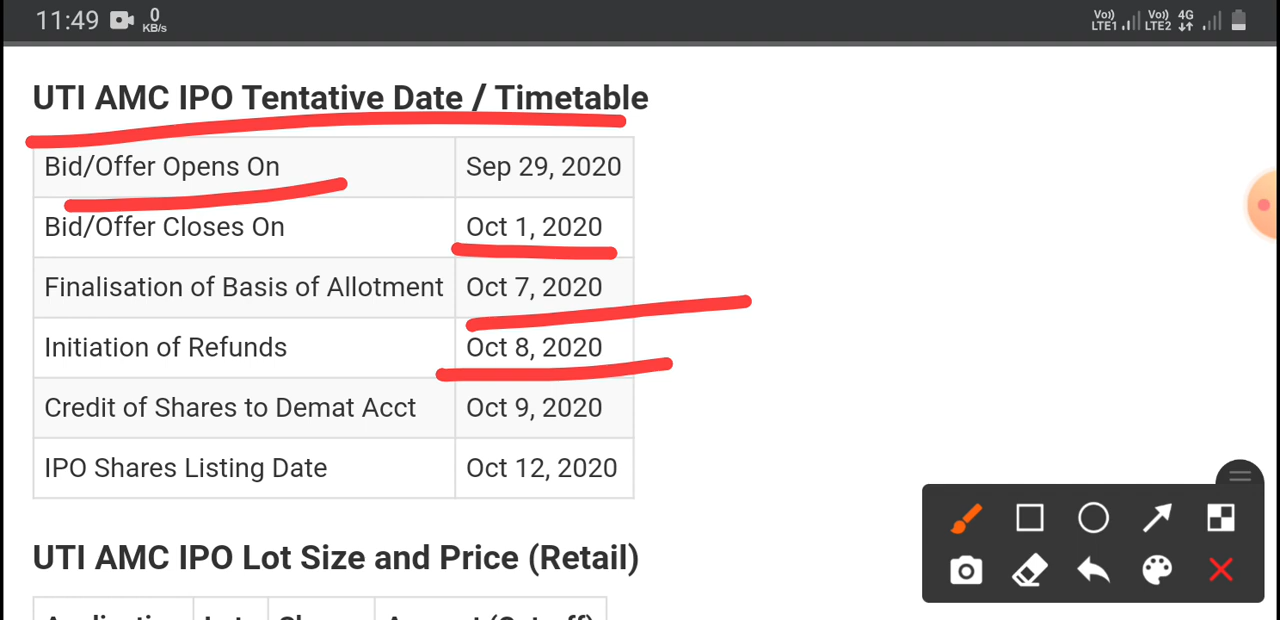 11:49 0 KB/s Vo) LTE1 Vo) LTE2 4G
UTI AMC IPO Tentative Date / Timetable
Bid/Offer Opens On Sep 29, 2020
Bid/Offer Closes On Oct 1, 2020
Finalisation of Basis of Allotment Oct 7, 2020
Initiation of Refunds Oct 8, 2020
Credit of Shares to Demat Acct Oct 9, 2020
IPO Shares Listing Date Oct 12, 2020
UTI AMC IPO Lot Size and Price (Retail)